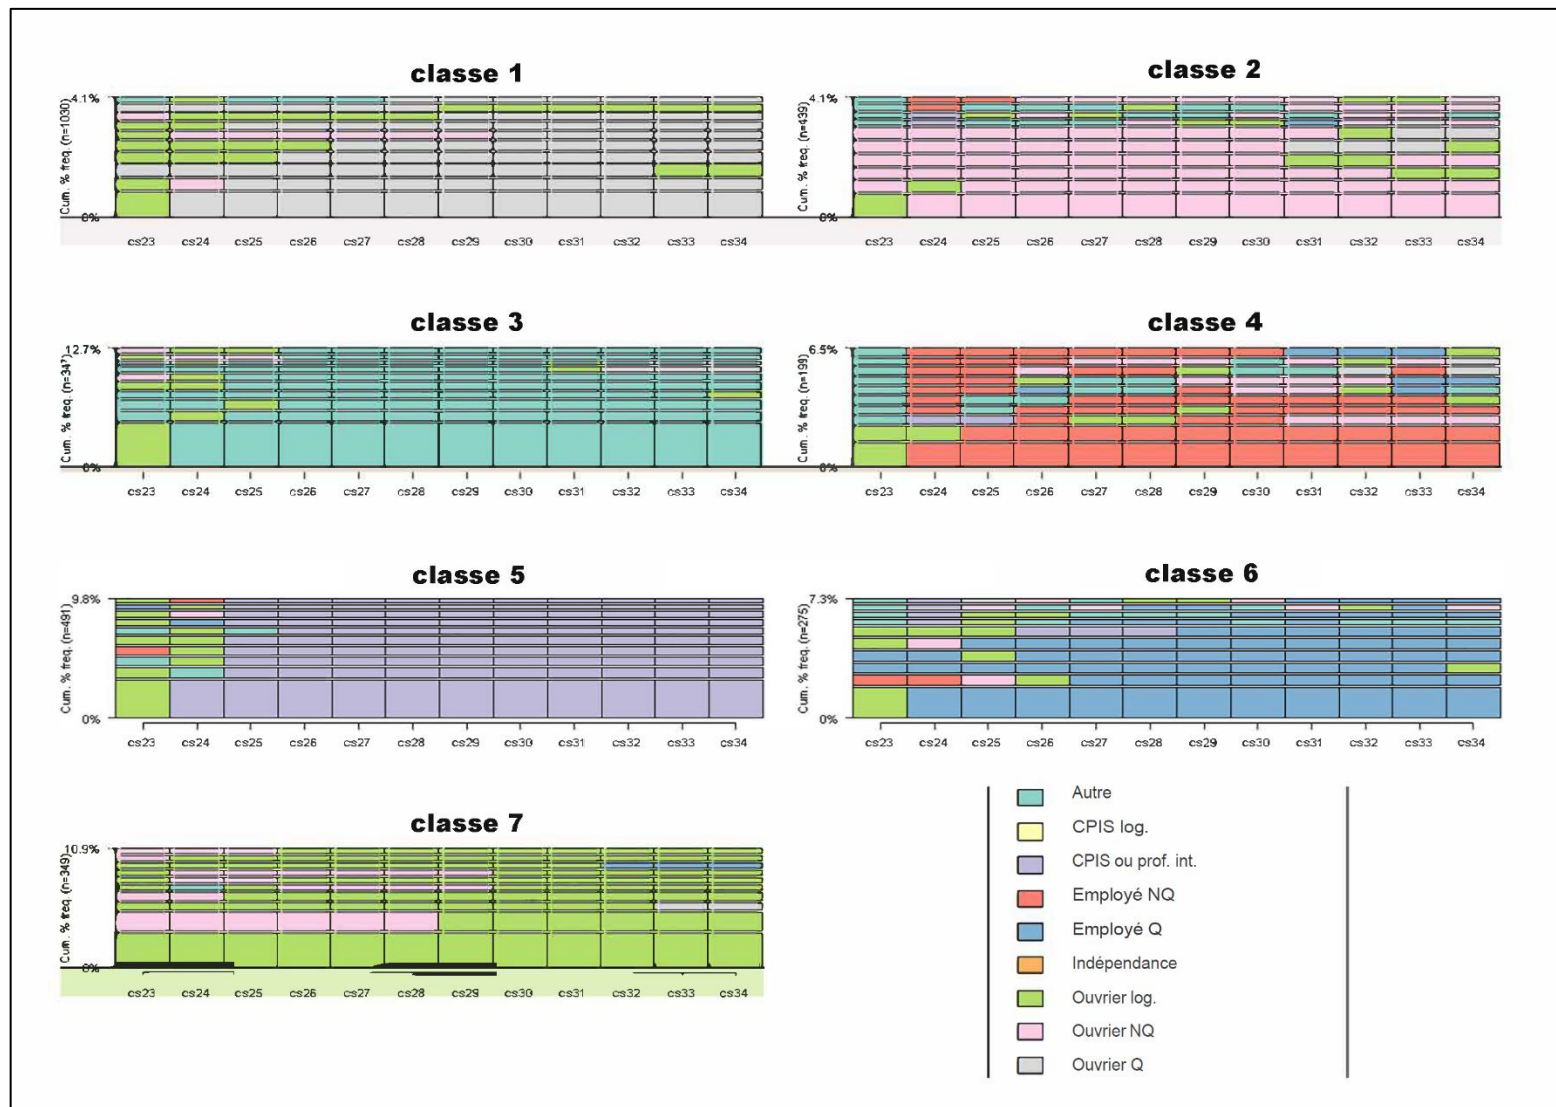 classe 1
4.1%
Cum. % freq. (n=1030)
0%
cs23 cs24 cs25 cs26 cs27 cs28 cs29 cs30 cs31 cs32 cs33 cs34
classe 2
4.1%
Cum. % freq. (n=439)
0%
cs23 cs24 cs25 cs26 cs27 cs28 cs29 cs30 cs31 cs32 cs33 cs34
classe 3
12.7%
Cum. % freq. (n=347)
0%
cs23 cs24 cs25 cs26 cs27 cs28 cs29 cs30 cs31 cs32 cs33 cs34
classe 4
6.5%
Cum. % freq. (n=199)
0%
cs23 cs24 cs25 cs26 cs27 cs28 cs29 cs30 cs31 cs32 cs33 cs34
classe 5
9.8%
Cum. % freq. (n=491)
0%
cs23 cs24 cs25 cs26 cs27 cs28 cs29 cs30 cs31 cs32 cs33 cs34
classe 6
7.3%
Cum. % freq. (n=275)
0%
cs23 cs24 cs25 cs26 cs27 cs28 cs29 cs30 cs31 cs32 cs33 cs34
classe 7
10.9%
Cum. % freq. (n=349)
0%
cs23 cs24 cs25 cs26 cs27 cs28 cs29 cs30 cs31 cs32 cs33 cs34
Autre
CPIS log.
CPIS ou prof. int.
Employé NQ
Employé Q
Indépendance
Ouvrier log.
Ouvrier NQ
Ouvrier Q